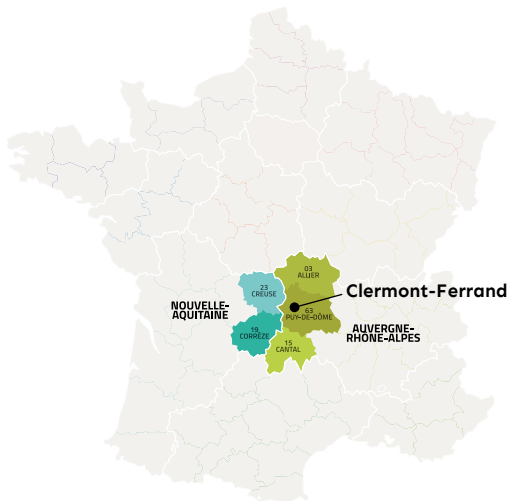 03
ALLIER
23
CREUSE
Clermont-Ferrand
NOUVELLE-
AQUITAINE
63
PUY-DE-DÔME
19
CORRÈZE
AUVERGNE-
RHÔNE-ALPES
15
CANTAL